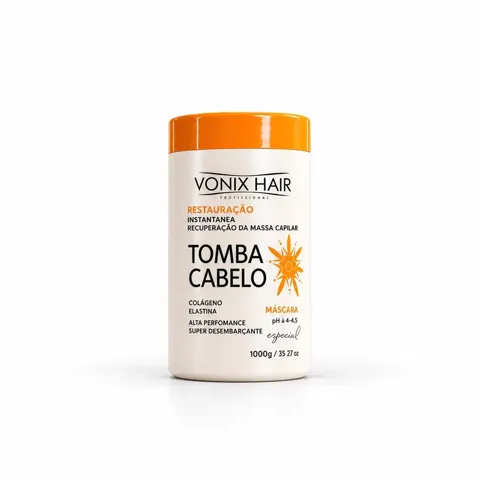 VONIX HAIR
PROFISSIONAL
RESTAURAÇÃO
INSTANTANEA
RECUPERAÇÃO DA MASSA CAPILAR
TOMBA
CABELO
COLÁGENO
ELASTINA
MÁSCARA
pH à 4-4,5
ALTA PERFOMANCE
SUPER DESEMBARÇANTE
especial
1000g / 35 27 oz